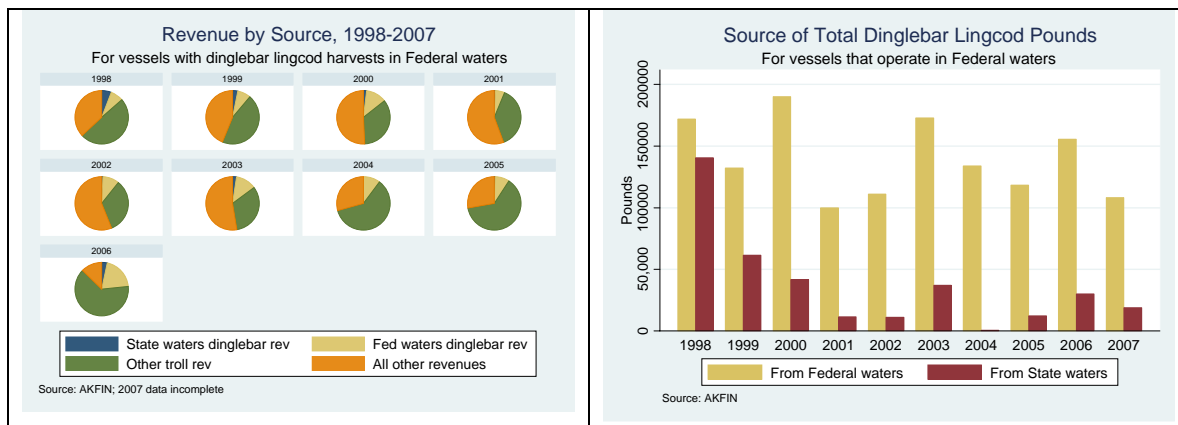 Revenue by Source, 1998-2007
For vessels with dinglebar lingcod harvests in Federal waters
1998 1999 2000 2001
2002 2003 2004 2005
2006
State waters dinglebar rev Fed waters dinglebar rev
Other troll rev All other revenues
Source: AKFIN; 2007 data incomplete
Source of Total Dinglebar Lingcod Pounds
For vessels that operate in Federal waters
Pounds
200000
150000
100000
50,000
0
1998 1999 2000 2001 2002 2003 2004 2005 2006 2007
From Federal waters From State waters
Source: AKFIN